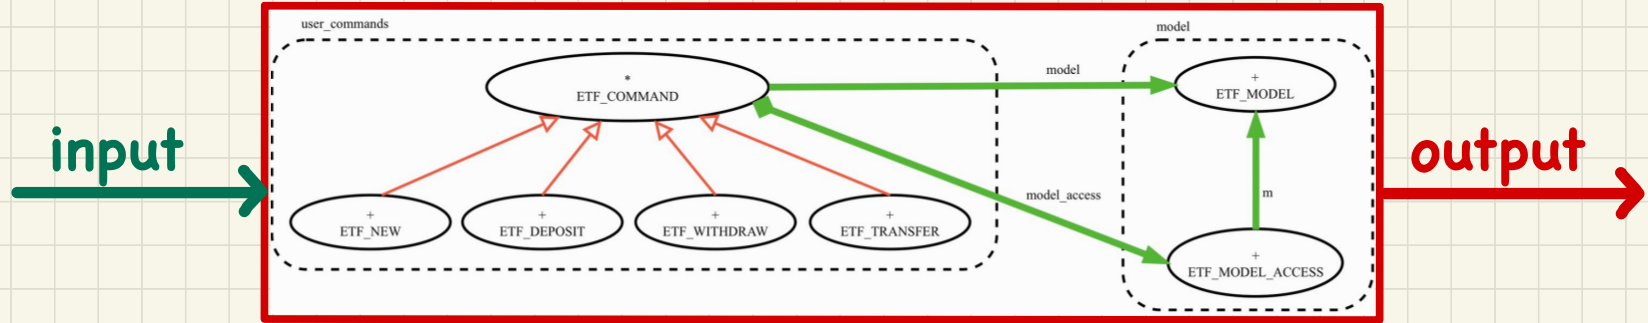 user_commands
model
*
ETF_COMMAND
model
+
ETF_MODEL
input
output
model_access
m
+
ETF_NEW
+
ETF_DEPOSIT
+
ETF_WITHDRAW
+
ETF_TRANSFER
+
ETF_MODEL_ACCESS